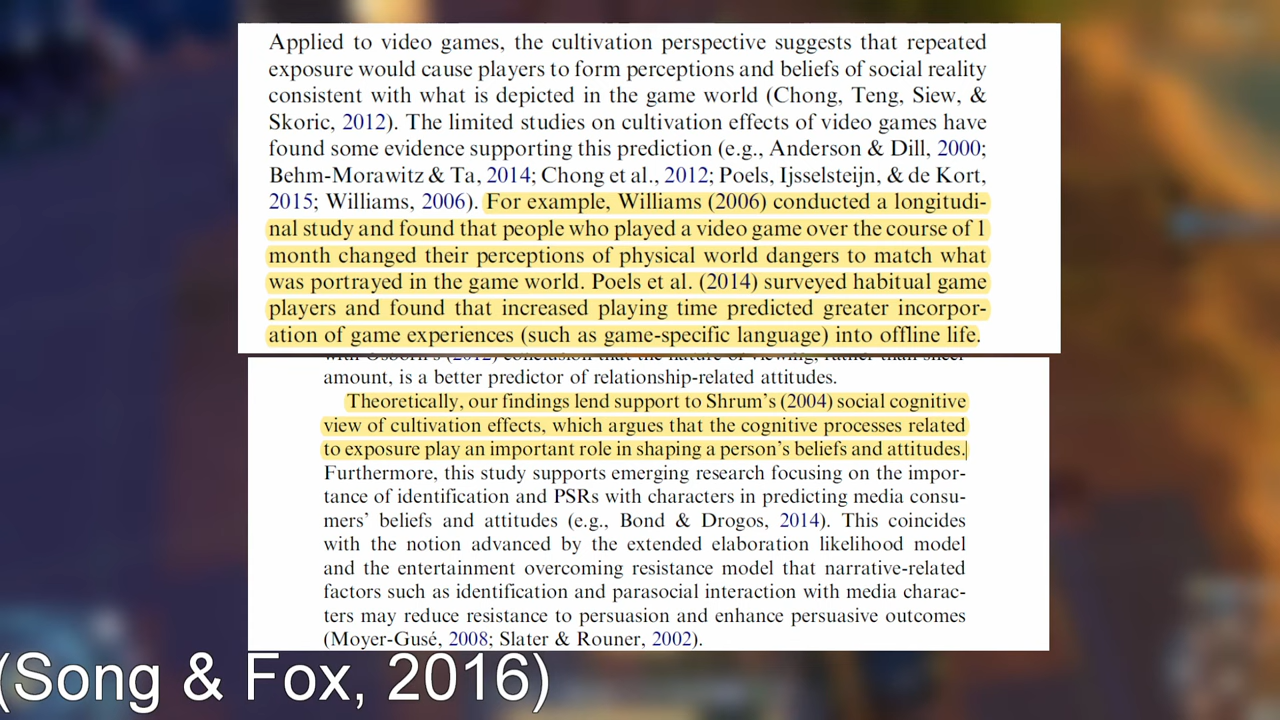 Applied to video games, the cultivation perspective suggests that repeated
exposure would cause players to form perceptions and beliefs of social reality
consistent with what is depicted in the game world (Chong, Teng, Siew, &
Skoric, 2012). The limited studies on cultivation effects of video games have
found some evidence supporting this prediction (e.g., Anderson & Dill, 2000;
Behm-Morawitz & Ta, 2014; Chong et al., 2012; Poels, Ijsselsteijn, & de Kort,
2015; Williams, 2006). For example, Williams (2006) conducted a longitudi-
nal study and found that people who played a video game over the course of 1
month changed their perceptions of physical world dangers to match what
was portrayed in the game world. Poels et al. (2014) surveyed habitual game
players and found that increased playing time predicted greater incorpor-
ation of game experiences (such as game-specific language) into offline life.
amount, is a better predictor of relationship-related attitudes.
Theoretically, our findings lend support to Shrum's (2004) social cognitive
view of cultivation effects, which argues that the cognitive processes related
to exposure play an important role in shaping a person's beliefs and attitudes.
Furthermore, this study supports emerging research focusing on the impor-
tance of identification and PSRs with characters in predicting media consu-
mers' beliefs and attitudes (e.g., Bond & Drogos, 2014). This coincides
with the notion advanced by the extended elaboration likelihood model
and the entertainment overcoming resistance model that narrative-related
factors such as identification and parasocial interaction with media charac-
ters may reduce resistance to persuasion and enhance persuasive outcomes
(Moyer-Gusé, 2008; Slater & Rouner, 2002).
(Song & Fox, 2016)